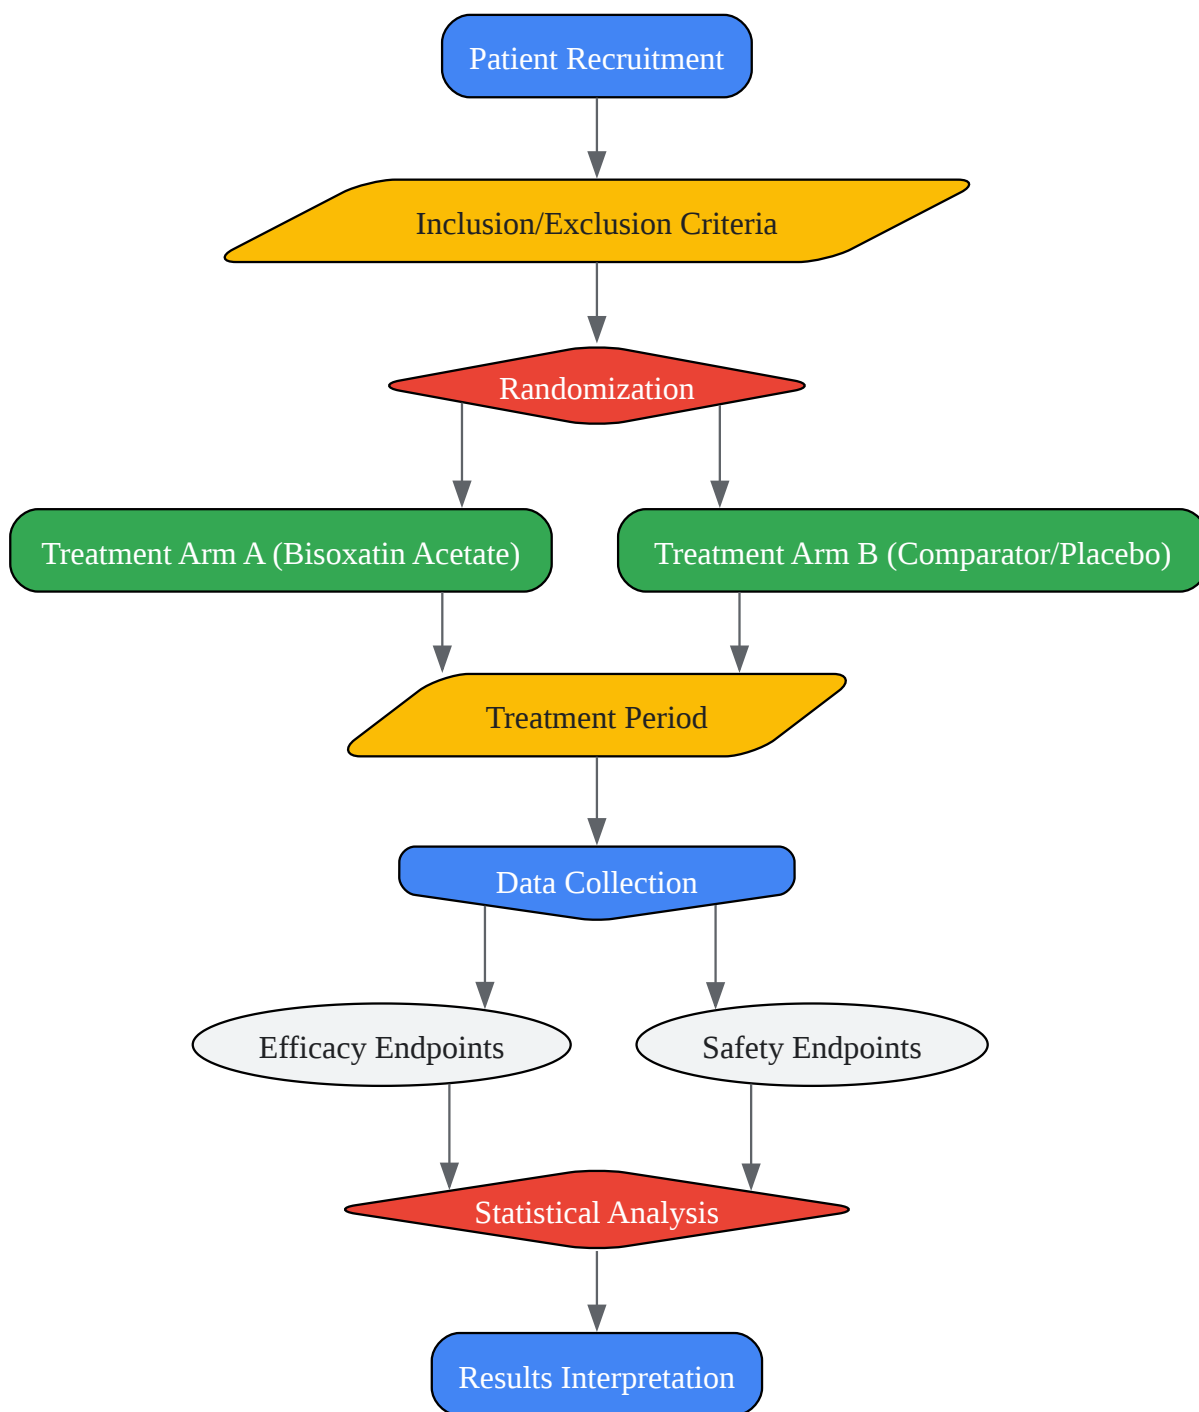 Patient Recruitment
Inclusion/Exclusion Criteria
Randomization
Treatment Arm A (Bisoxatin Acetate)
Treatment Arm B (Comparator/Placebo)
Treatment Period
Data Collection
Efficacy Endpoints
Safety Endpoints
Statistical Analysis
Results Interpretation